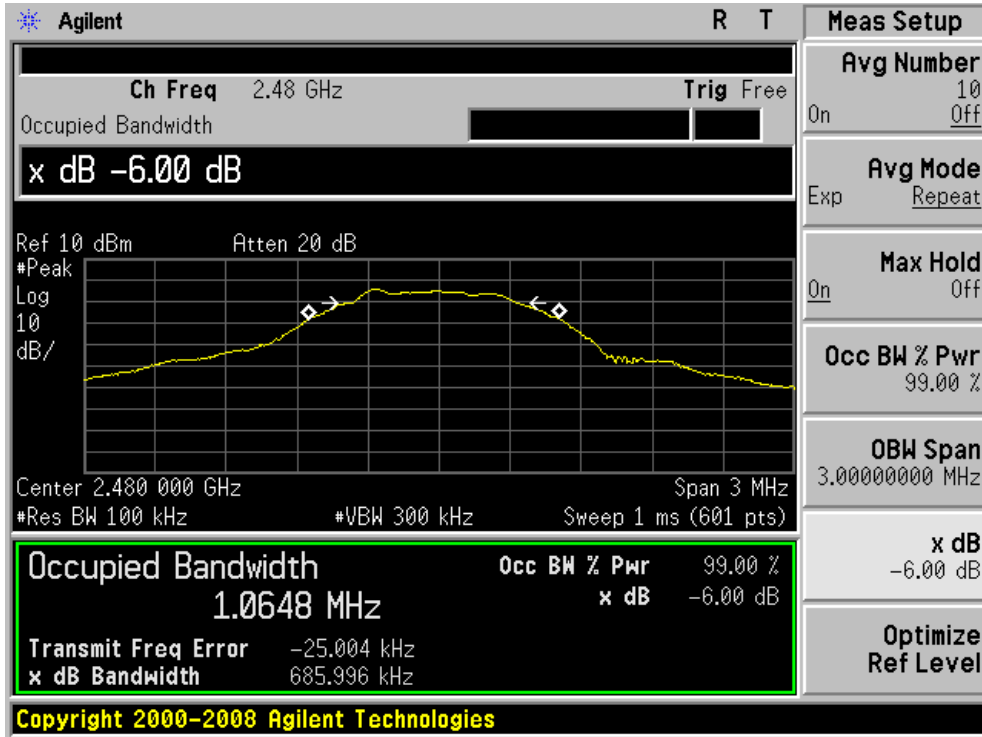 Agilent R T
Meas Setup
Ch Freq 2.48 GHz Trig Free
Occupied Bandwidth
x dB -6.00 dB
Ref 10 dBm Atten 20 dB
#Peak
Log
10
dB/
Center 2.480 000 GHz Span 3 MHz
#Res BW 100 kHz #VBW 300 kHz Sweep 1 ms (601 pts)
Occupied Bandwidth Occ BW % Pwr 99.00 %
1.0648 MHz x dB -6.00 dB
Transmit Freq Error -25.004 kHz
x dB Bandwidth 685.996 kHz
Avg Number
10
On Off
Avg Mode
Exp Repeat
Max Hold
On Off
Occ BW % Pwr
99.00 %
OBW Span
3.00000000 MHz
x dB
-6.00 dB
Optimize
Ref Level
Copyright 2000-2008 Agilent Technologies